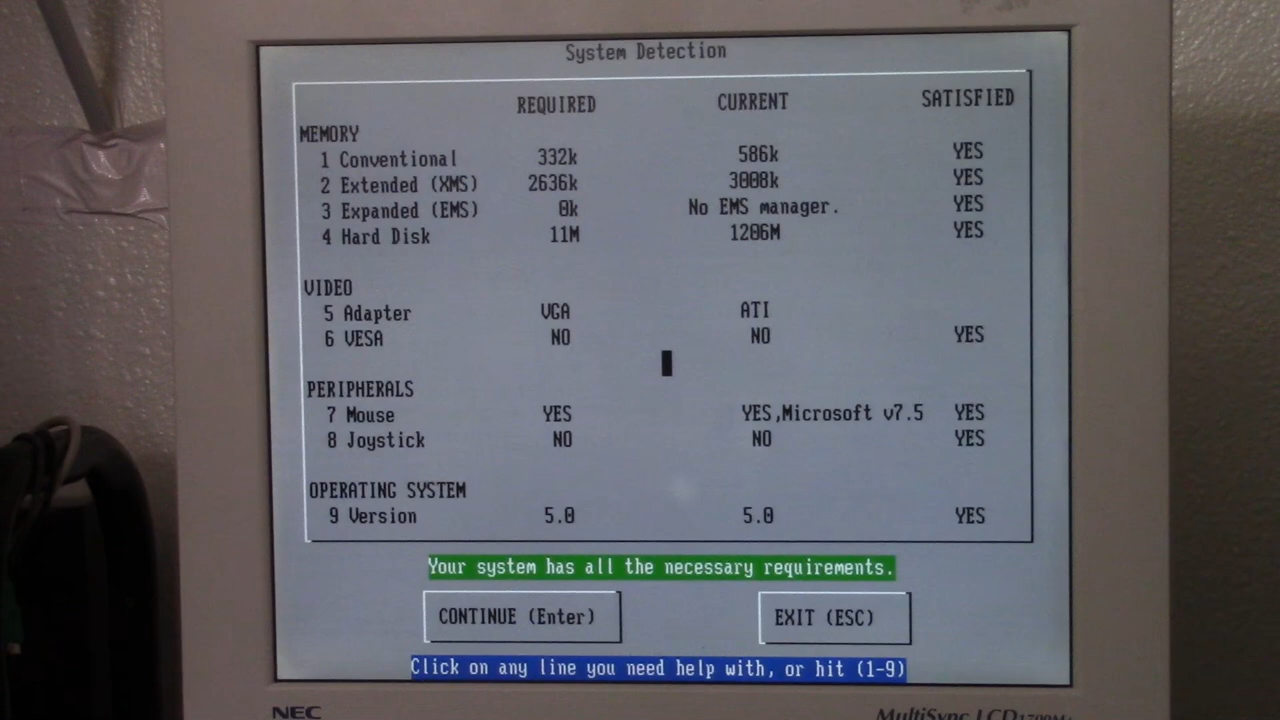 System Detection
REQUIRED CURRENT SATISFIED
MEMORY
1 Conventional 332k 586k YES
2 Extended (XMS) 2636k 3008k YES
3 Expanded (EMS) 0k No EMS manager. YES
4 Hard Disk 11M 1206M YES
VIDEO
5 Adapter VGA ATI
6 VESA NO NO YES
PERIPHERALS
7 Mouse YES YES,Microsoft v7.5 YES
8 Joystick NO NO YES
OPERATING SYSTEM
9 Version 5.0 5.0 YES
Your system has all the necessary requirements.
CONTINUE (Enter) EXIT (ESC)
Click on any line you need help with, or hit (1-9)
NEC MultiSync LCD